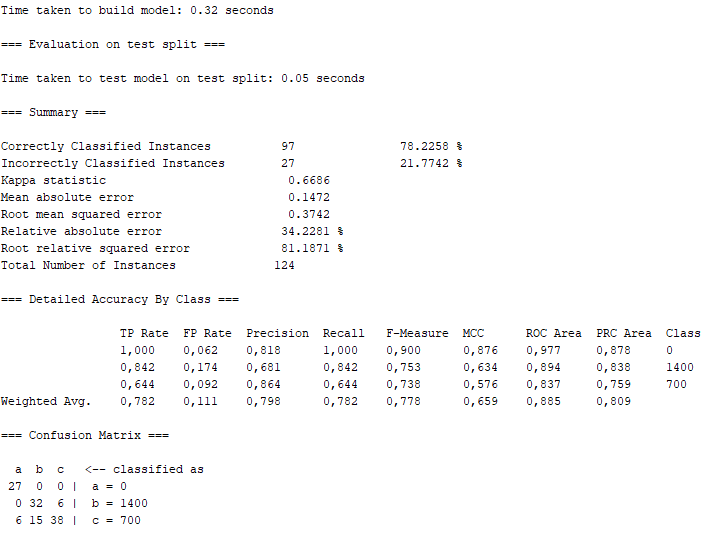 Time taken to build model: 0.32 seconds
=== Evaluation on test split ===
Time taken to test model on test split: 0.05 seconds
=== Summary ===
Correctly Classified Instances 97 78.2258 %
Incorrectly Classified Instances 27 21.7742 %
Kappa statistic 0.6686
Mean absolute error 0.1472
Root mean squared error 0.3742
Relative absolute error 34.2281 %
Root relative squared error 81.1871 %
Total Number of Instances 124
=== Detailed Accuracy By Class ===
TP Rate FP Rate Precision Recall F-Measure MCC ROC Area PRC Area Class
1,000 0,062 0,818 1,000 0,900 0,876 0,977 0,878 0
0,842 0,174 0,681 0,842 0,753 0,634 0,894 0,838 1400
0,644 0,092 0,864 0,644 0,738 0,576 0,837 0,759 700
Weighted Avg. 0,782 0,111 0,798 0,782 0,778 0,659 0,885 0,809
=== Confusion Matrix ===
a b c <-- classified as
27 0 0 | a = 0
0 32 6 | b = 1400
6 15 38 | c = 700